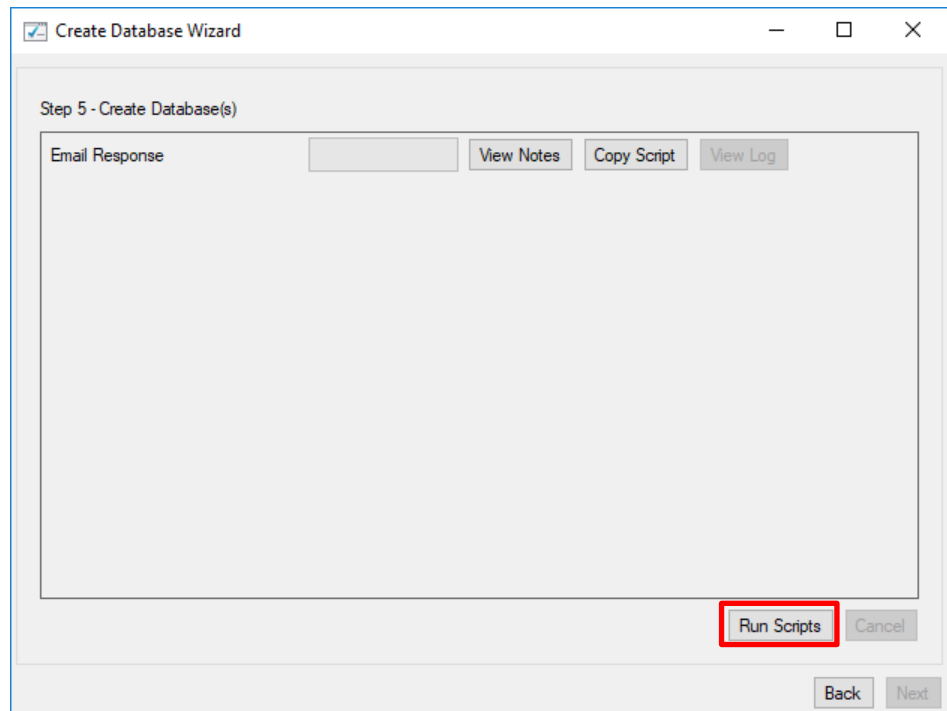 Create Database Wizard
Step 5 - Create Database(s)
Email Response View Notes Copy Script View Log
Run Scripts Cancel
Back Next